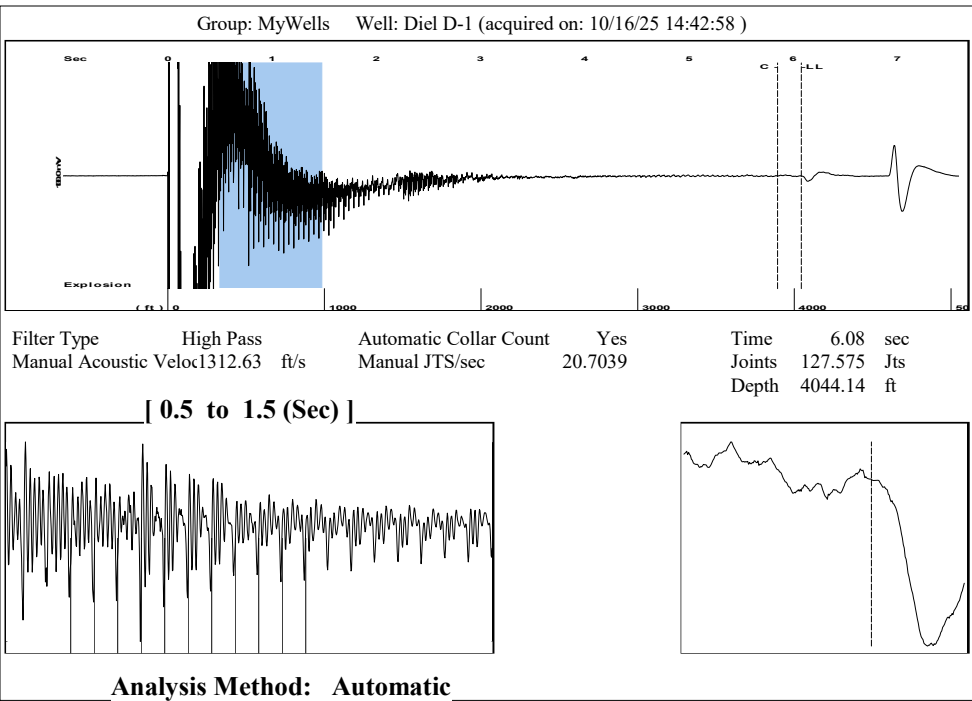 Group: MyWells Well: Diel D-1 (acquired on: 10/16/25 14:42:58 )
Sec 0 1 2 3 4 5 6 7
C - -LL
Explosion
( ft ) 0 1000 2000 3000 4000 50
Filter Type High Pass Automatic Collar Count Yes Time 6.08 sec
Manual Acoustic Veloc1312.63 ft/s Manual JTS/sec 20.7039 Joints 127.575 Jts
Depth 4044.14 ft
[ 0.5 to 1.5 (Sec) ]
Analysis Method: Automatic